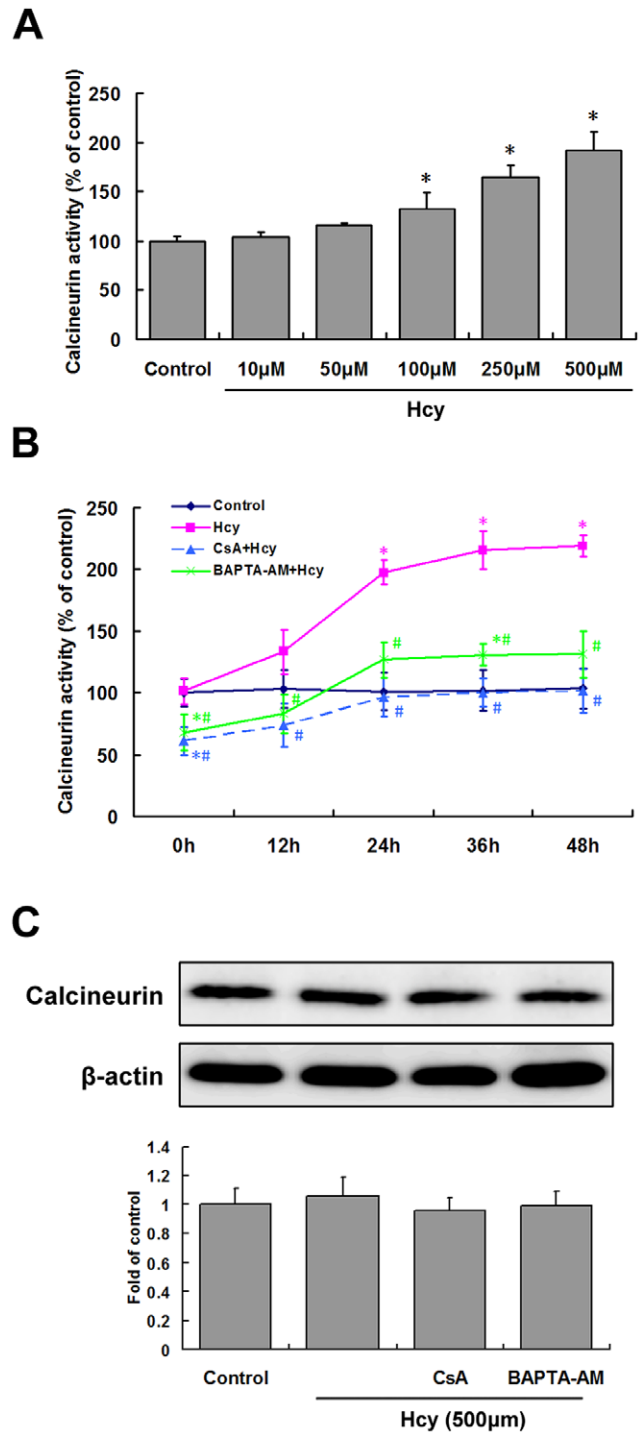 A
Calcineurin activity (% of control)
250
200
150
100
50
0
* * *
Control 10μM 50μM 100μM 250μM 500μM
Hcy
B
Calcineurin activity (% of control)
250
200
150
100
50
0
Control
Hcy
CsA+Hcy
BAPTA-AM+Hcy
* * *
# *# #
*# #
# # #
*# #
0h 12h 24h 36h 48h
C
Calcineurin
β-actin
Fold of control
1.4
1.2
1
0.8
0.6
0.4
0.2
0
Control CsA BAPTA-AM
Hcy (500μm)